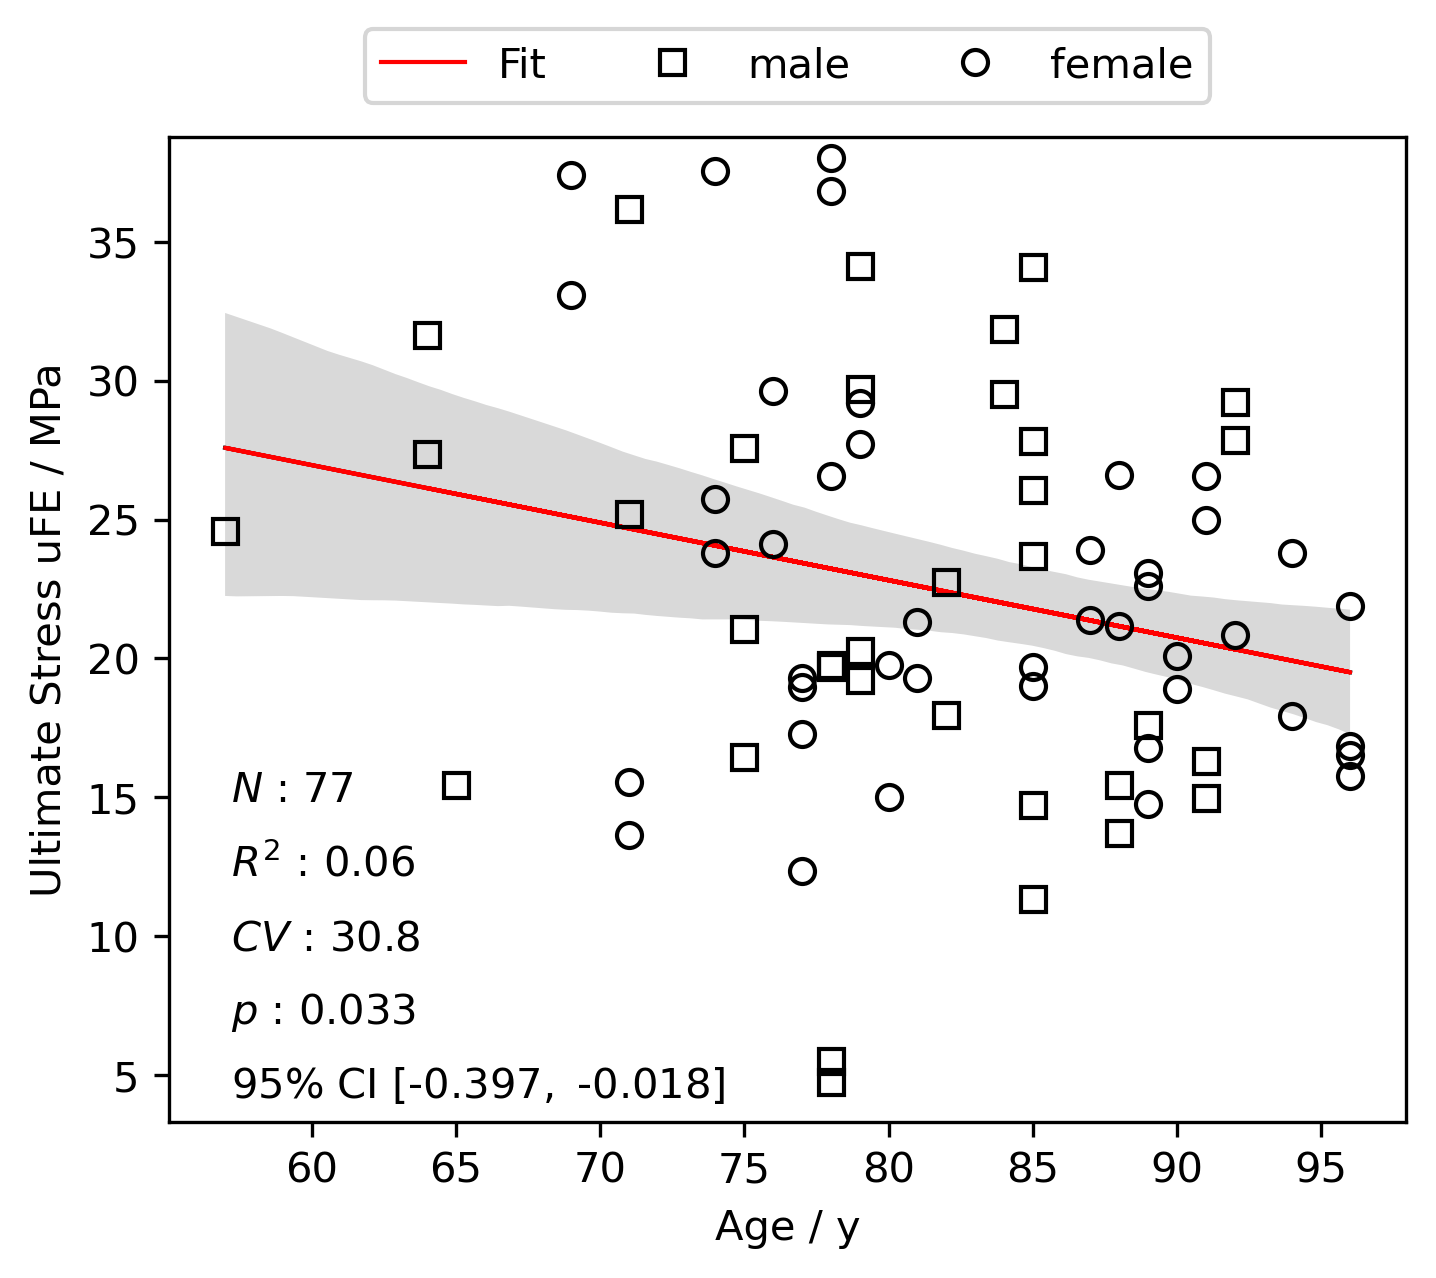 Fit male female
Ultimate Stress uFE / MPa
35
30
25
20
15
10
5
N : 77
R² : 0.06
CV : 30.8
p : 0.033
95% CI [-0.397, -0.018]
60 65 70 75 80 85 90 95
Age / y